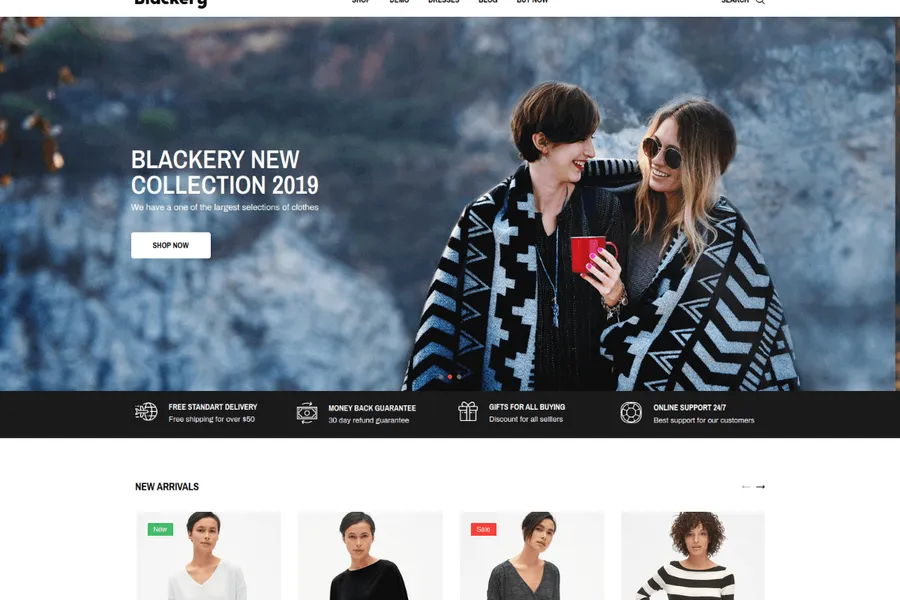 Blackery SHOP DEMO DRESSES BLOG BUY NOW SEARCH
BLACKERY NEW
COLLECTION 2019
We have a one of the largest selections of clothes
SHOP NOW
FREE STANDART DELIVERY
Free shipping for over $50
MONEY BACK GUARANTEE
30 day refund guarantee
GIFTS FOR ALL BUYING
Discount for all selllers
ONLINE SUPPORT 24/7
Best support for our customers
NEW ARRIVALS
New
Sale